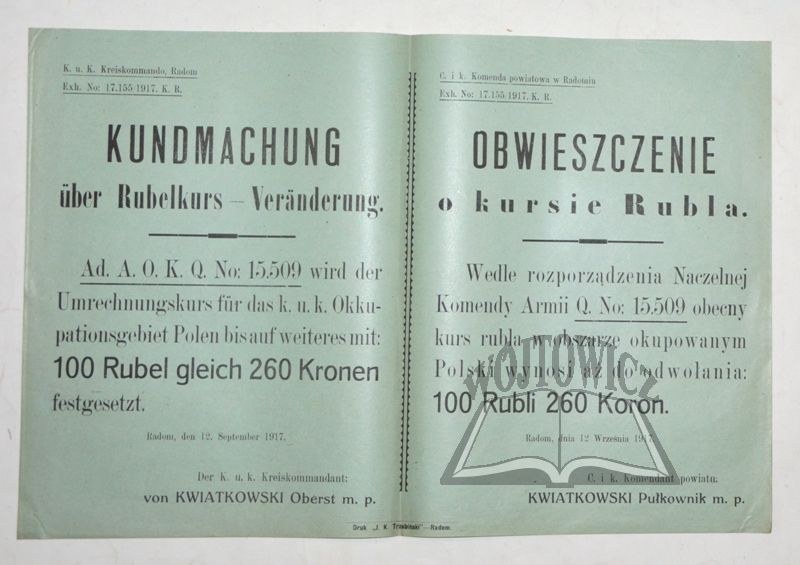 K. u. K. Kreiskommando, Radom
Exh. No: 17.155/1917. K. R.
KUNDMACHUNG
über Rubelkurs – Veränderung.
Ad. A. O. K. Q. No: 15.509 wird der
Umrechnungskurs für das k. u. k. Okku-
pationsgebiet Polen bis auf weiteres mit:
100 Rubel gleich 260 Kronen
festgesetzt.
Radom, den 12. September 1917.
Der K. u. k. Kreiskommandant:
von KWIATKOWSKI Oberst m. p.
C. i k. Komenda powiatowa w Radomiu
Exh. No: 17.155/1917. K. R.
OBWIESZCZENIE
o kursie Rubla.
Wedle rozporządzenia Naczelnej
Komendy Armii Q. No: 15.509 obecny
kurs rubla w obszarze okupowanym
Polski wynosi aż do odwołania:
100 Rubli 260 Koron.
Radom, dnia 12 Września 1917.
C. i k. Komendant powiatu:
KWIATKOWSKI Pułkownik m. p.
Druk „J. K. Trzebiński”—Radom.
WÓJTOWICZ